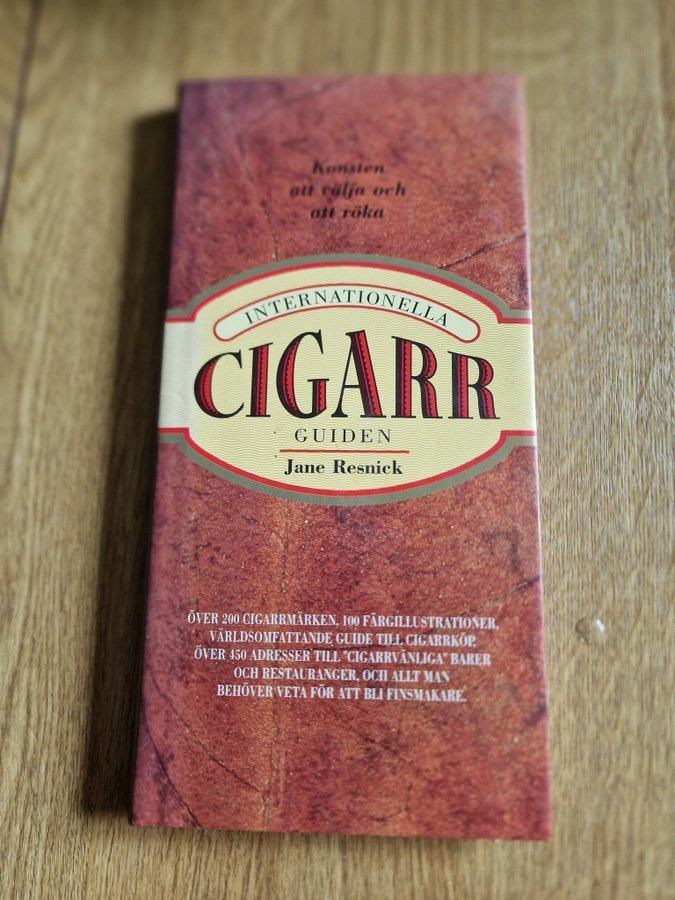 Konsten
att välja och
att röka
INTERNATIONELLA
CIGARR
GUIDEN
Jane Resnick
ÖVER 200 CIGARRMÄRKEN, 100 FÄRGILLUSTRATIONER,
VÄRLDSOMFATTANDE GUIDE TILL CIGARRKÖP,
ÖVER 450 ADRESSER TILL "CIGARRVÄNLIGA" BARER
OCH RESTAURANGER, OCH ALLT MAN
BEHÖVER VETA FÖR ATT BLI FINSMAKARE.